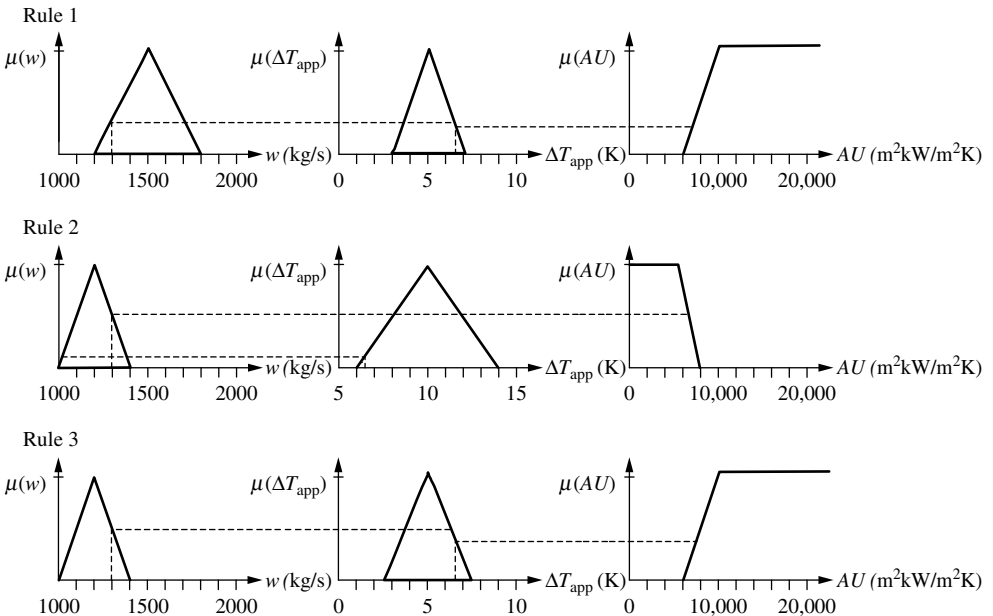 Rule 1
μ(w) μ(ΔT_app) μ(AU)
w (kg/s) ΔT_app (K) AU (m²kW/m²K)
1000 1500 2000 0 5 10 0 10,000 20,000
Rule 2
μ(w) μ(ΔT_app) μ(AU)
w (kg/s) ΔT_app (K) AU (m²kW/m²K)
1000 1500 2000 5 10 15 0 10,000 20,000
Rule 3
μ(w) μ(ΔT_app) μ(AU)
w (kg/s) ΔT_app (K) AU (m²kW/m²K)
1000 1500 2000 0 5 10 0 10,000 20,000